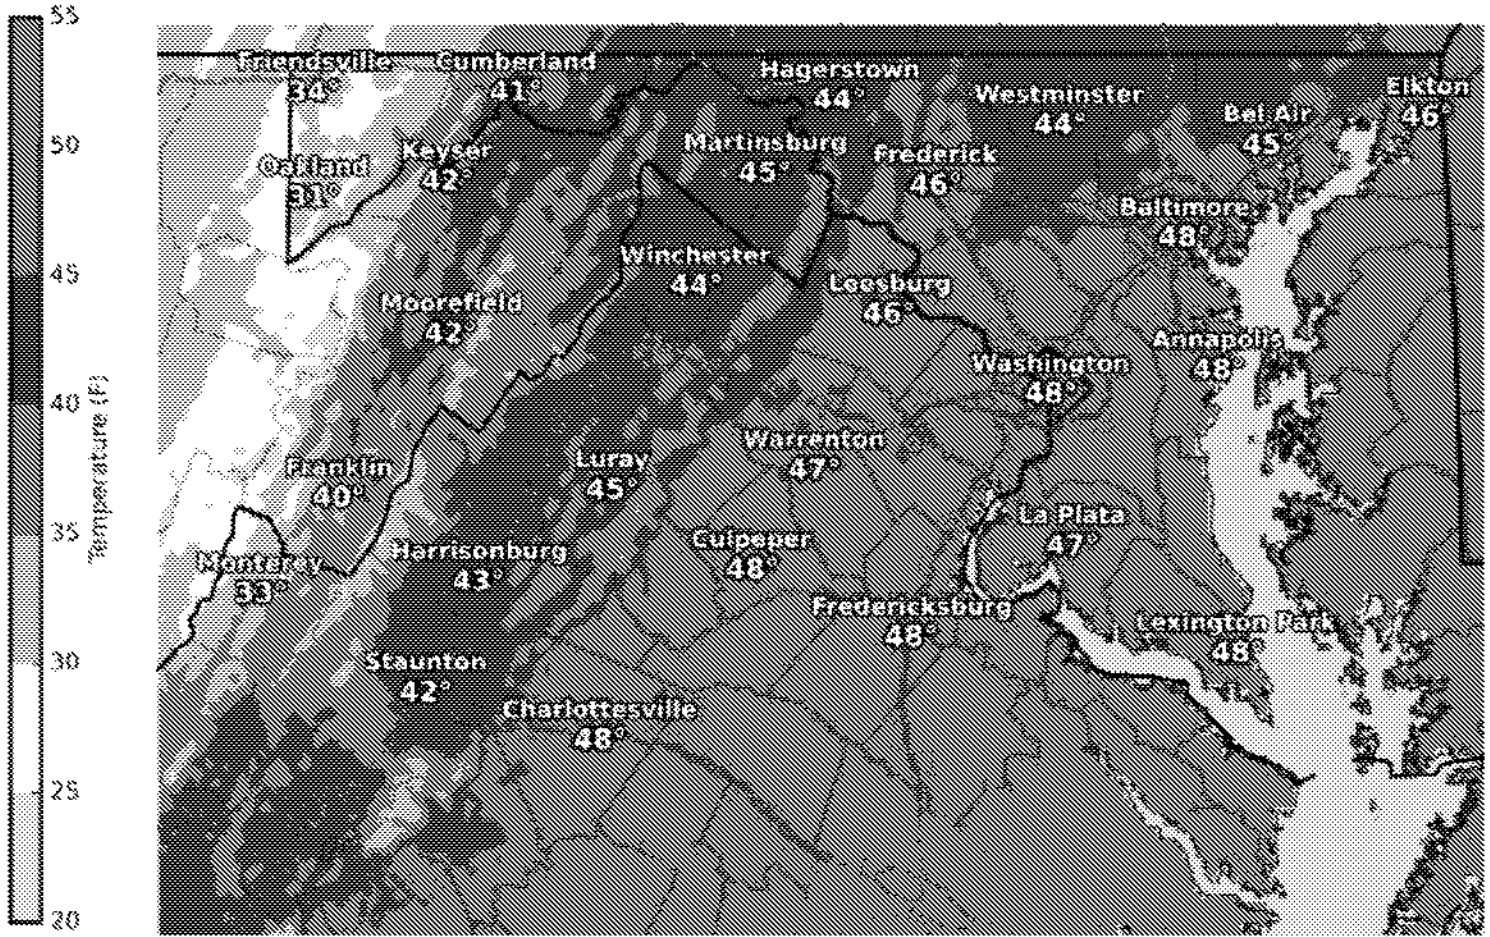 55
50
45
40
35
30
25
20
Temperature (F)
Friendsville
34°
Cumberland
41°
Hagerstown
44°
Westminster
44°
Elkton
46°
Bel Air
45°
Oakland
31°
Keyser
42°
Martinsburg
45°
Frederick
46°
Baltimore
48°
Winchester
44°
Leesburg
46°
Moorefield
42°
Annapolis
48°
Washington
48°
Franklin
40°
Luray
45°
Warrenton
47°
La Plata
47°
Monterey
33°
Harrisonburg
43°
Culpeper
48°
Fredericksburg
48°
Lexington Park
48°
Staunton
42°
Charlottesville
48°